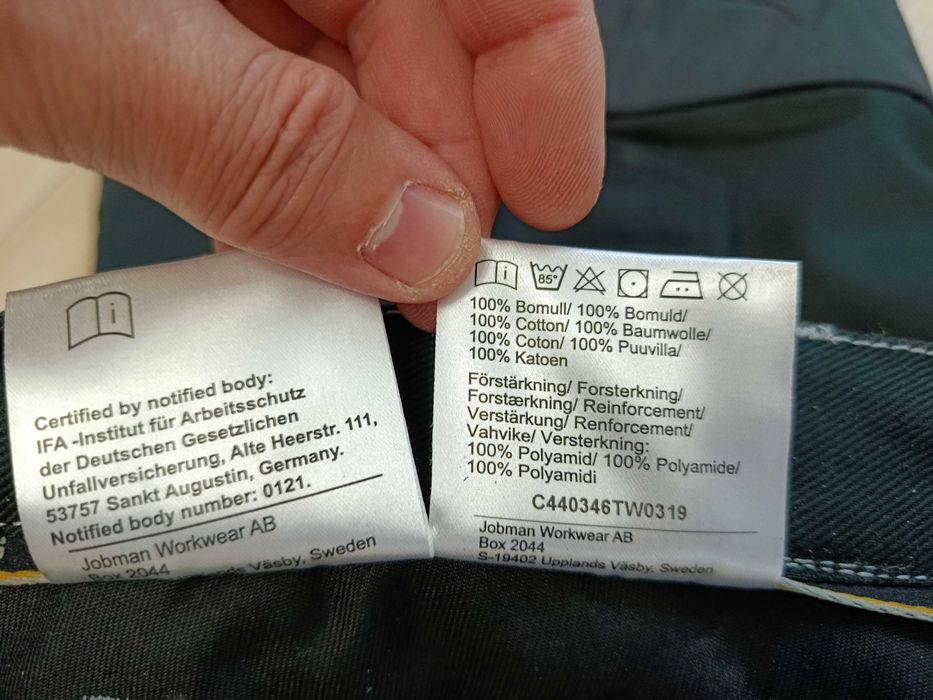 i
Certified by notified body:
IFA -Institut für Arbeitsschutz
der Deutschen Gesetzlichen
Unfallversicherung, Alte Heerstr. 111,
53757 Sankt Augustin, Germany.
Notified body number: 0121.
Jobman Workwear AB
Box 2044
Väsby, Sweden
i 85°
100% Bomull/ 100% Bomuld/
100% Cotton/ 100% Baumwolle/
100% Coton/ 100% Puuvilla/
100% Katoen
Förstärkning/ Forsterkning/
Forstærkning/ Reinforcement/
Verstärkung/ Renforcement/
Vahvike/ Versterkning:
100% Polyamid/ 100% Polyamide/
100% Polyamidi
C440346TW0319
Jobman Workwear AB
Box 2044
S-19402 Upplands Väsby, Sweden